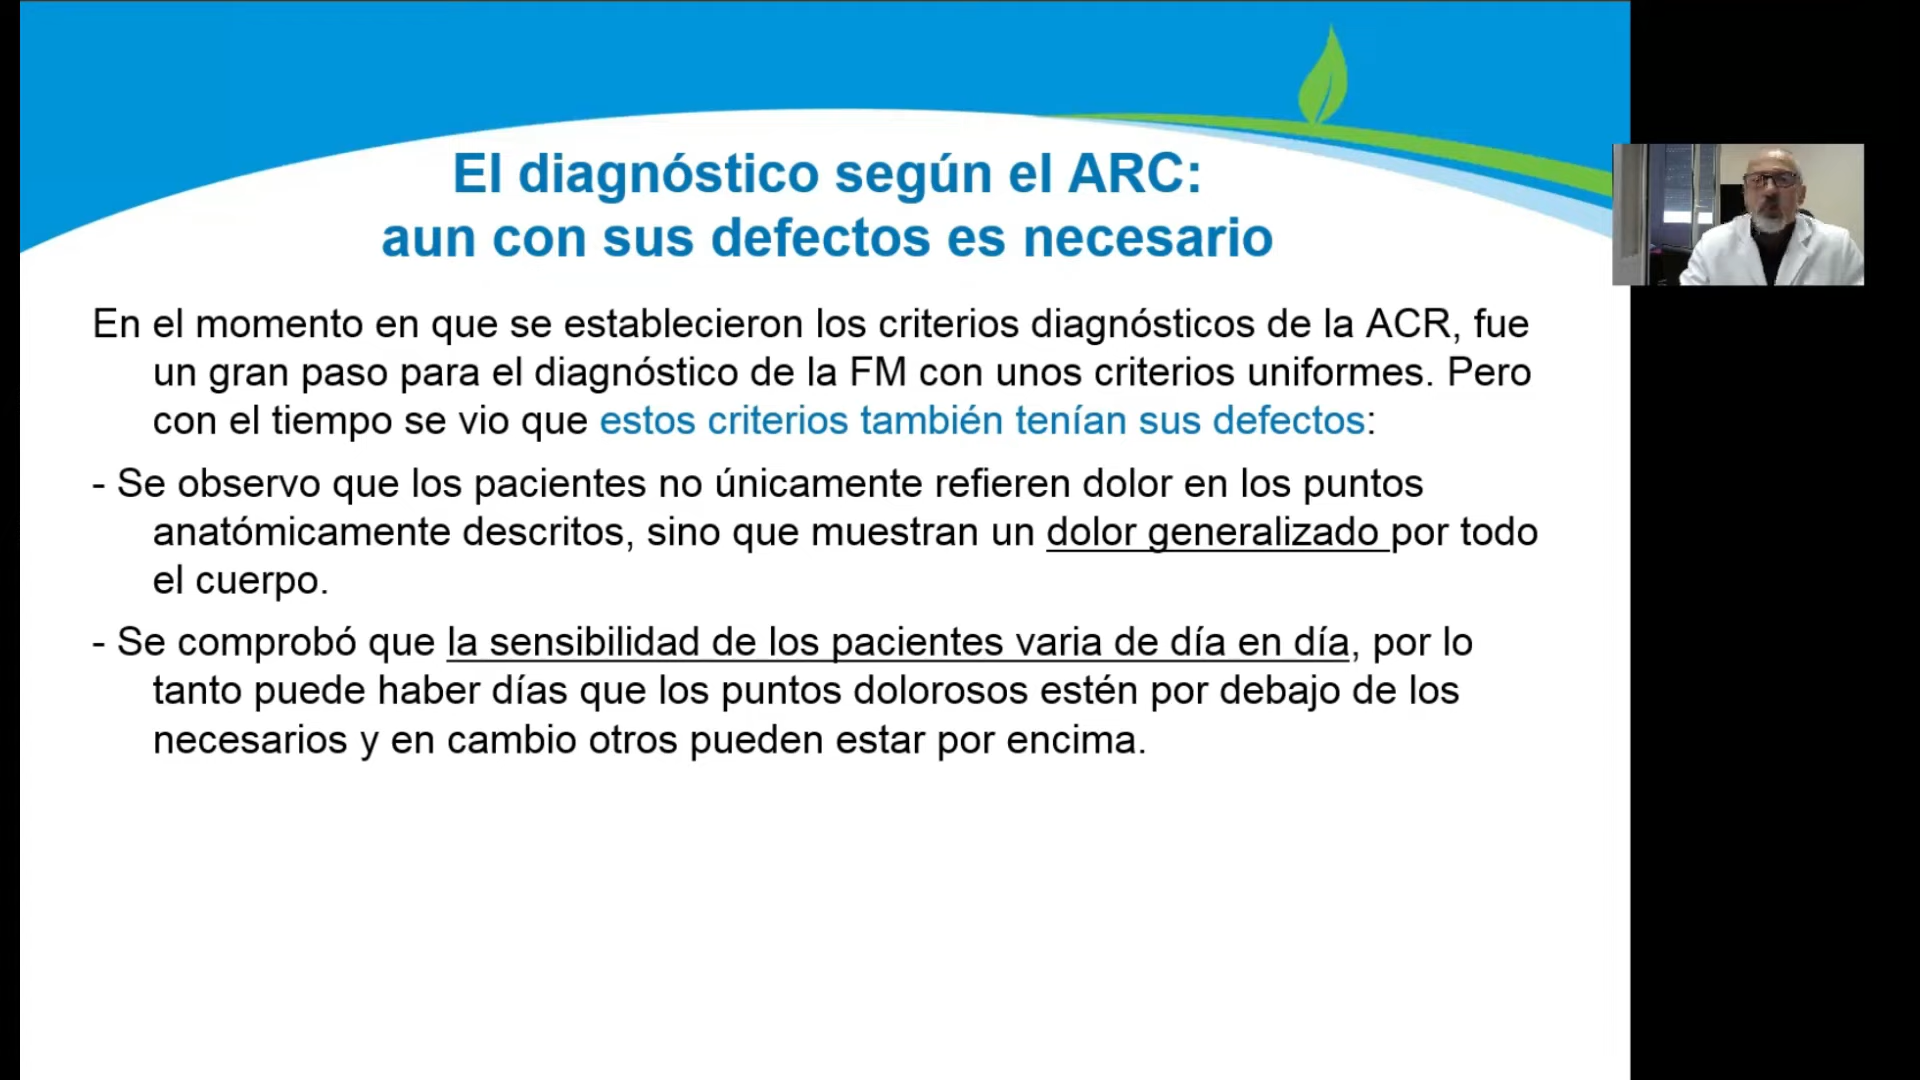 El diagnóstico según el ARC:
aun con sus defectos es necesario
En el momento en que se establecieron los criterios diagnósticos de la ACR, fue
un gran paso para el diagnóstico de la FM con unos criterios uniformes. Pero
con el tiempo se vio que estos criterios también tenían sus defectos:
- Se observo que los pacientes no únicamente refieren dolor en los puntos
anatómicamente descritos, sino que muestran un dolor generalizado por todo
el cuerpo.
- Se comprobó que la sensibilidad de los pacientes varia de día en día, por lo
tanto puede haber días que los puntos dolorosos estén por debajo de los
necesarios y en cambio otros pueden estar por encima.